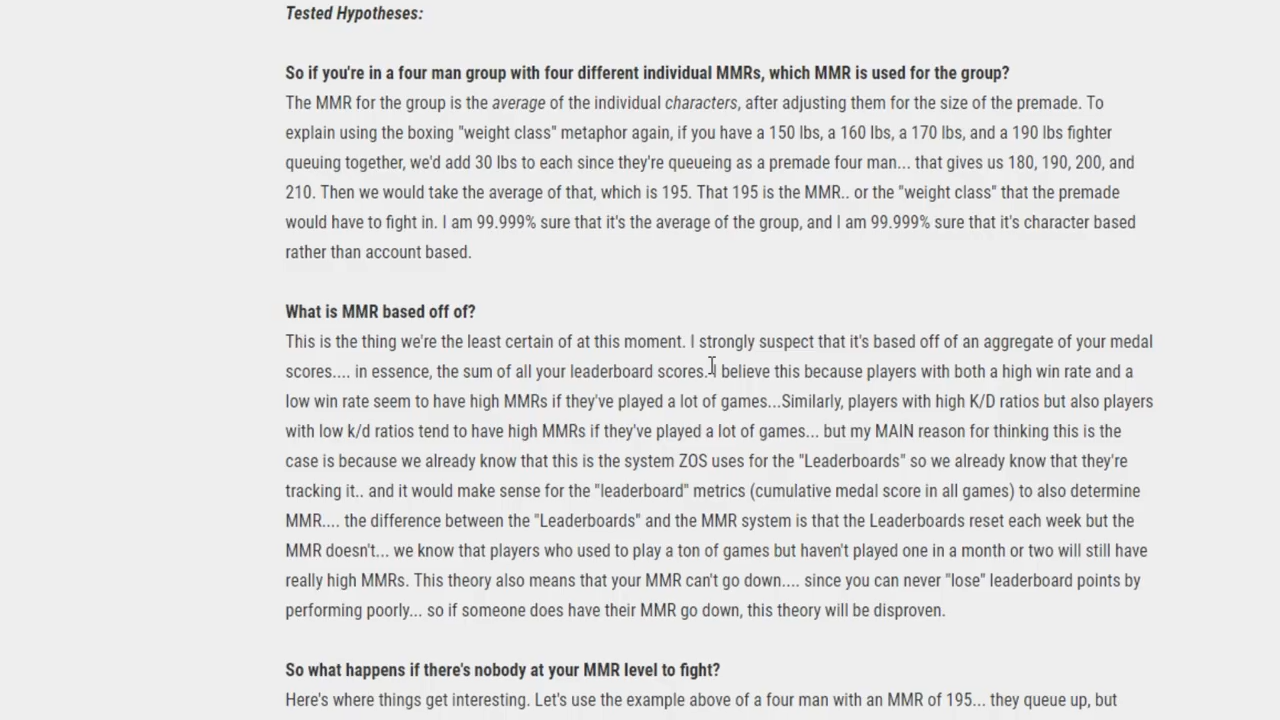 Tested Hypotheses:
So if you're in a four man group with four different individual MMRs, which MMR is used for the group?
The MMR for the group is the average of the individual characters, after adjusting them for the size of the premade. To
explain using the boxing "weight class" metaphor again, if you have a 150 lbs, a 160 lbs, a 170 lbs, and a 190 lbs fighter
queuing together, we'd add 30 lbs to each since they're queueing as a premade four man... that gives us 180, 190, 200, and
210. Then we would take the average of that, which is 195. That 195 is the MMR.. or the "weight class" that the premade
would have to fight in. I am 99.999% sure that it's the average of the group, and I am 99.999% sure that it's character based
rather than account based.
What is MMR based off of?
This is the thing we're the least certain of at this moment. I strongly suspect that it's based off of an aggregate of your medal
scores.... in essence, the sum of all your leaderboard scores. I believe this because players with both a high win rate and a
low win rate seem to have high MMRs if they've played a lot of games...Similarly, players with high K/D ratios but also players
with low k/d ratios tend to have high MMRs if they've played a lot of games... but my MAIN reason for thinking this is the
case is because we already know that this is the system ZOS uses for the "Leaderboards" so we already know that they're
tracking it.. and it would make sense for the "leaderboard" metrics (cumulative medal score in all games) to also determine
MMR.... the difference between the "Leaderboards" and the MMR system is that the Leaderboards reset each week but the
MMR doesn't... we know that players who used to play a ton of games but haven't played one in a month or two will still have
really high MMRs. This theory also means that your MMR can't go down.... since you can never "lose" leaderboard points by
performing poorly... so if someone does have their MMR go down, this theory will be disproven.
So what happens if there's nobody at your MMR level to fight?
Here's where things get interesting. Let's use the example above of a four man with an MMR of 195... they queue up, but